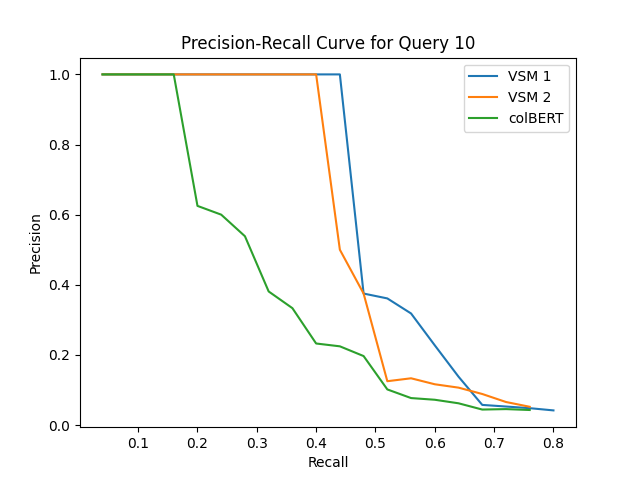 Precision-Recall Curve for Query 10
VSM 1
VSM 2
colBERT
Precision
1.0
0.8
0.6
0.4
0.2
0.0
0.1 0.2 0.3 0.4 0.5 0.6 0.7 0.8
Recall